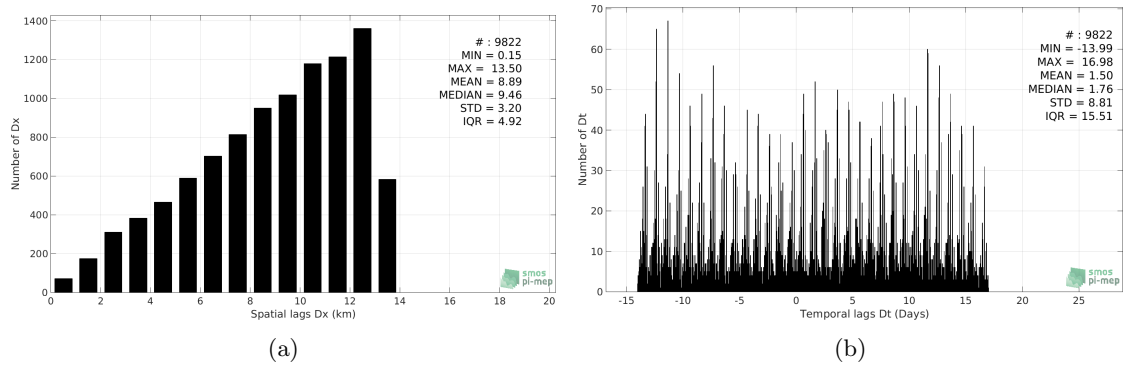 1400
1200
1000
800
600
400
200
0
Number of Dx
# : 9822
MIN = 0.15
MAX = 13.50
MEAN = 8.89
MEDIAN = 9.46
STD = 3.20
IQR = 4.92
smos
pi-mep
0 2 4 6 8 10 12 14 16 18 20
Spatial lags Dx (km)
(a)
70
60
50
40
30
20
10
0
Number of Dt
# : 9822
MIN = -13.99
MAX = 16.98
MEAN = 1.50
MEDIAN = 1.76
STD = 8.81
IQR = 15.51
smos
pi-mep
-15 -10 -5 0 5 10 15 20 25
Temporal lags Dt (Days)
(b)